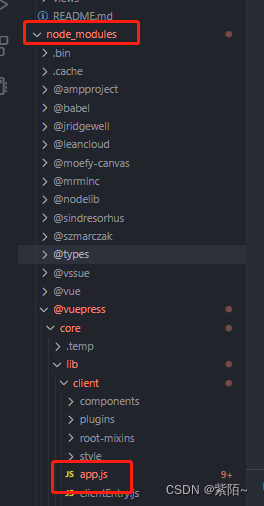 views
README.md
node_modules
.bin
.cache
@ampproject
@babel
@jridgewell
@leancloud
@moefy-canvas
@mrmlnc
@nodelib
@sindresorhus
@szmarczak
@types
@vssue
@vue
@vuepress
core
.temp
lib
client
components
plugins
root-mixins
style
JS app.js 9+
JS clientEntry.js
CSDN @紫陌~